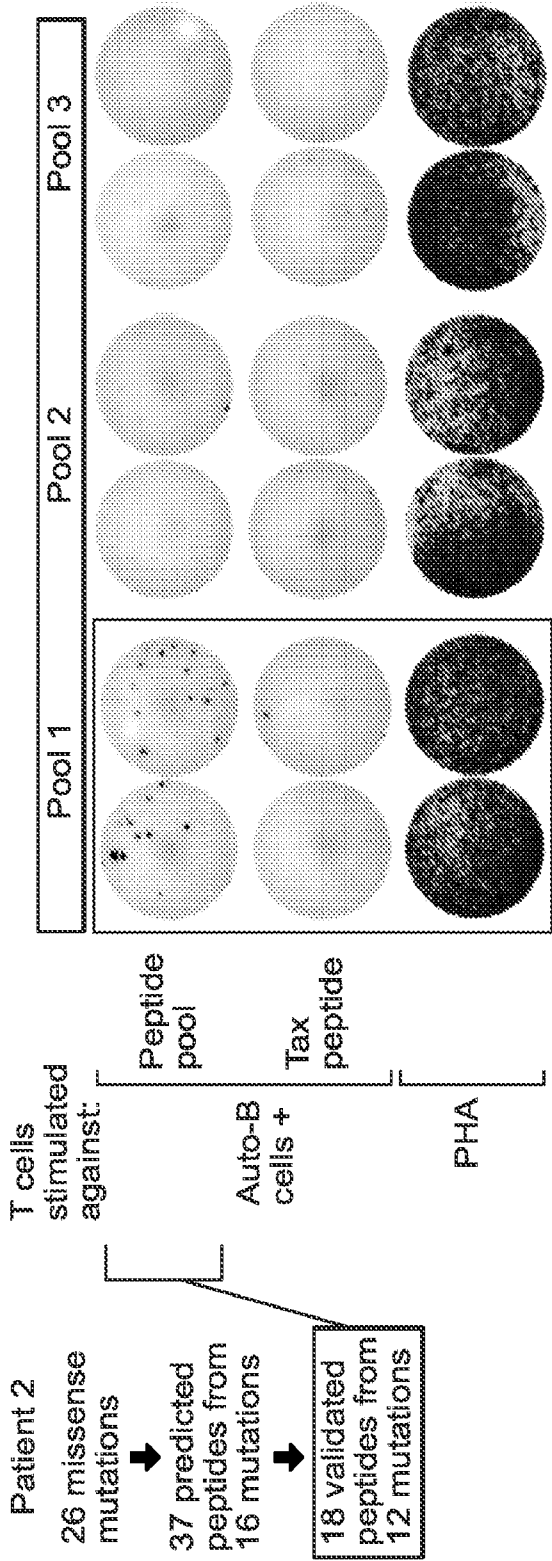 Patient 2
26 missense
mutations
37 predicted
peptides from
16 mutations
18 validated
peptides from
12 mutations
T cells
stimulated
against:
Auto-B
cells +
Peptide
pool
Tax
peptide
PHA
Pool 1
Pool 2
Pool 3